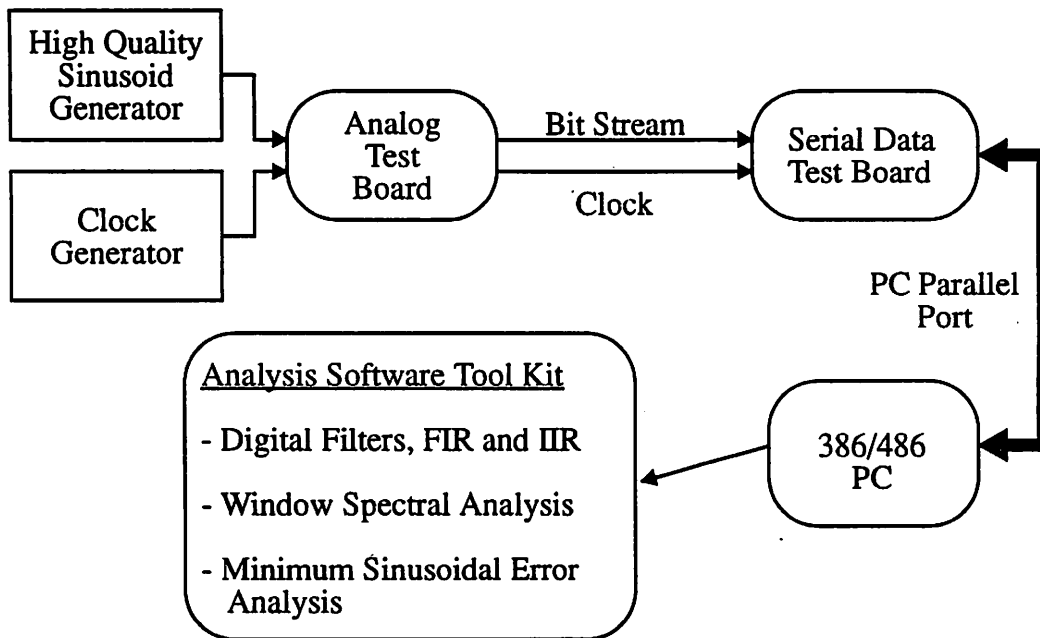 High Quality
Sinusoid
Generator
Clock
Generator
Analog
Test
Board
Bit Stream
Clock
Serial Data
Test Board
PC Parallel
Port
386/486
PC
Analysis Software Tool Kit
- Digital Filters, FIR and IIR
- Window Spectral Analysis
- Minimum Sinusoidal Error
Analysis